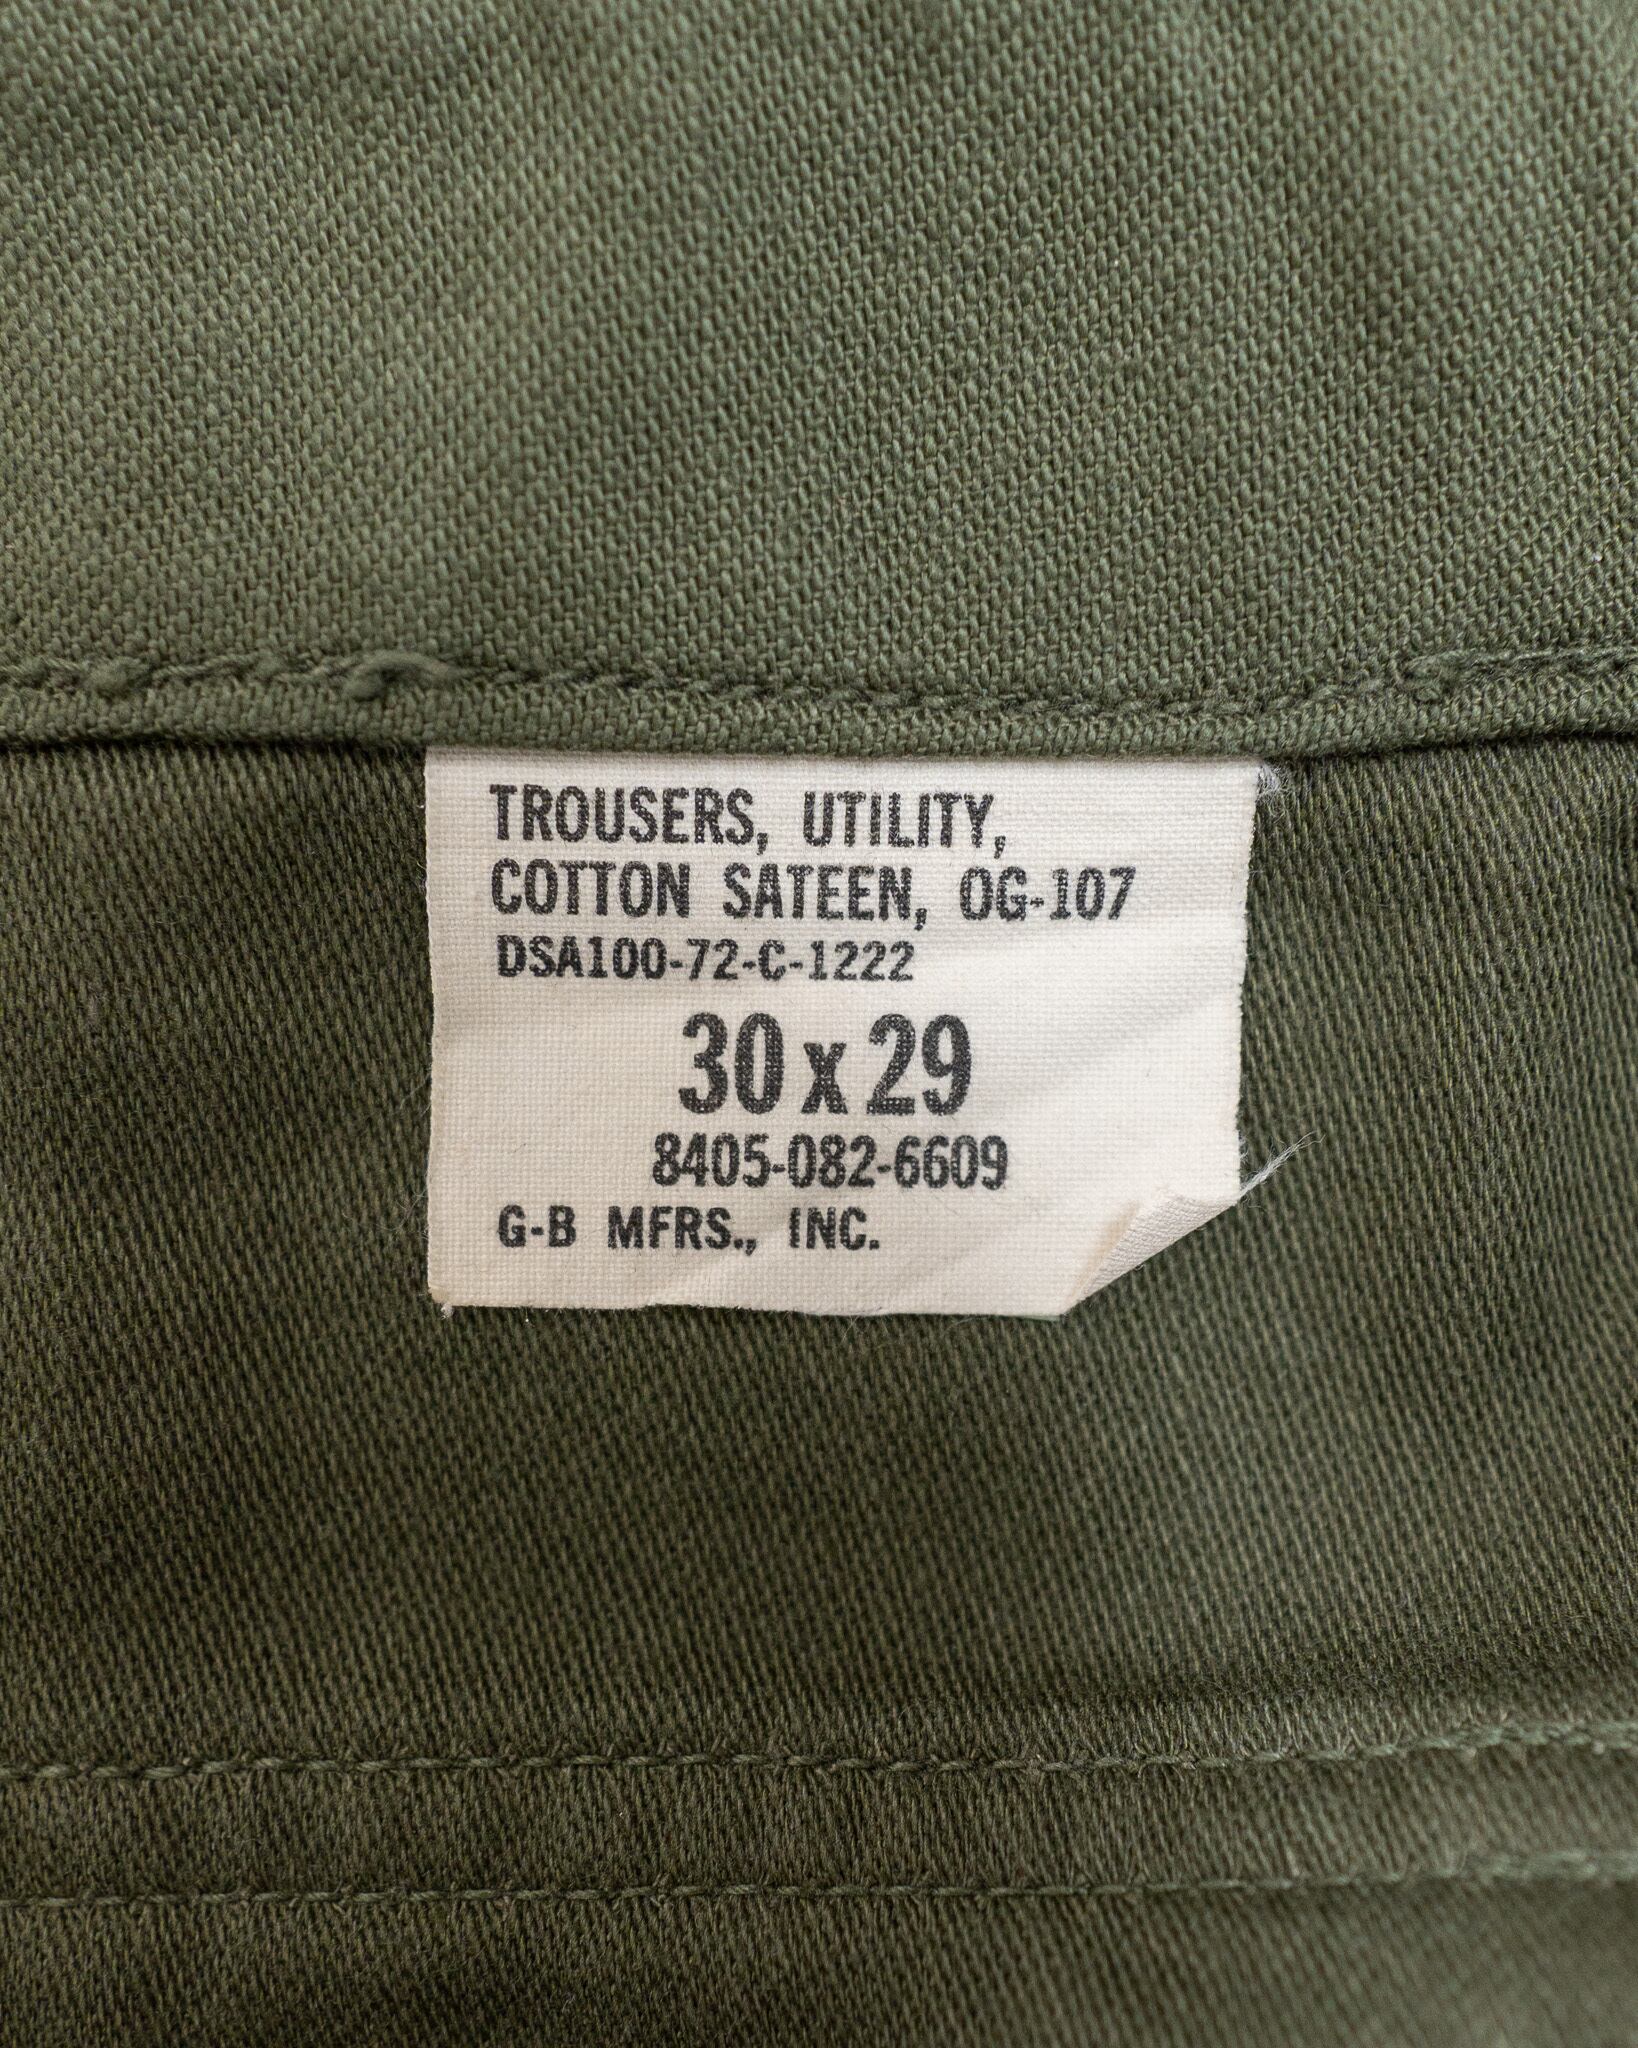 TROUSERS, UTILITY,
COTTON SATEEN, OG-107
DSA100-72-C-1222
30 x 29
8405-082-6609
G-B MFRS., INC.